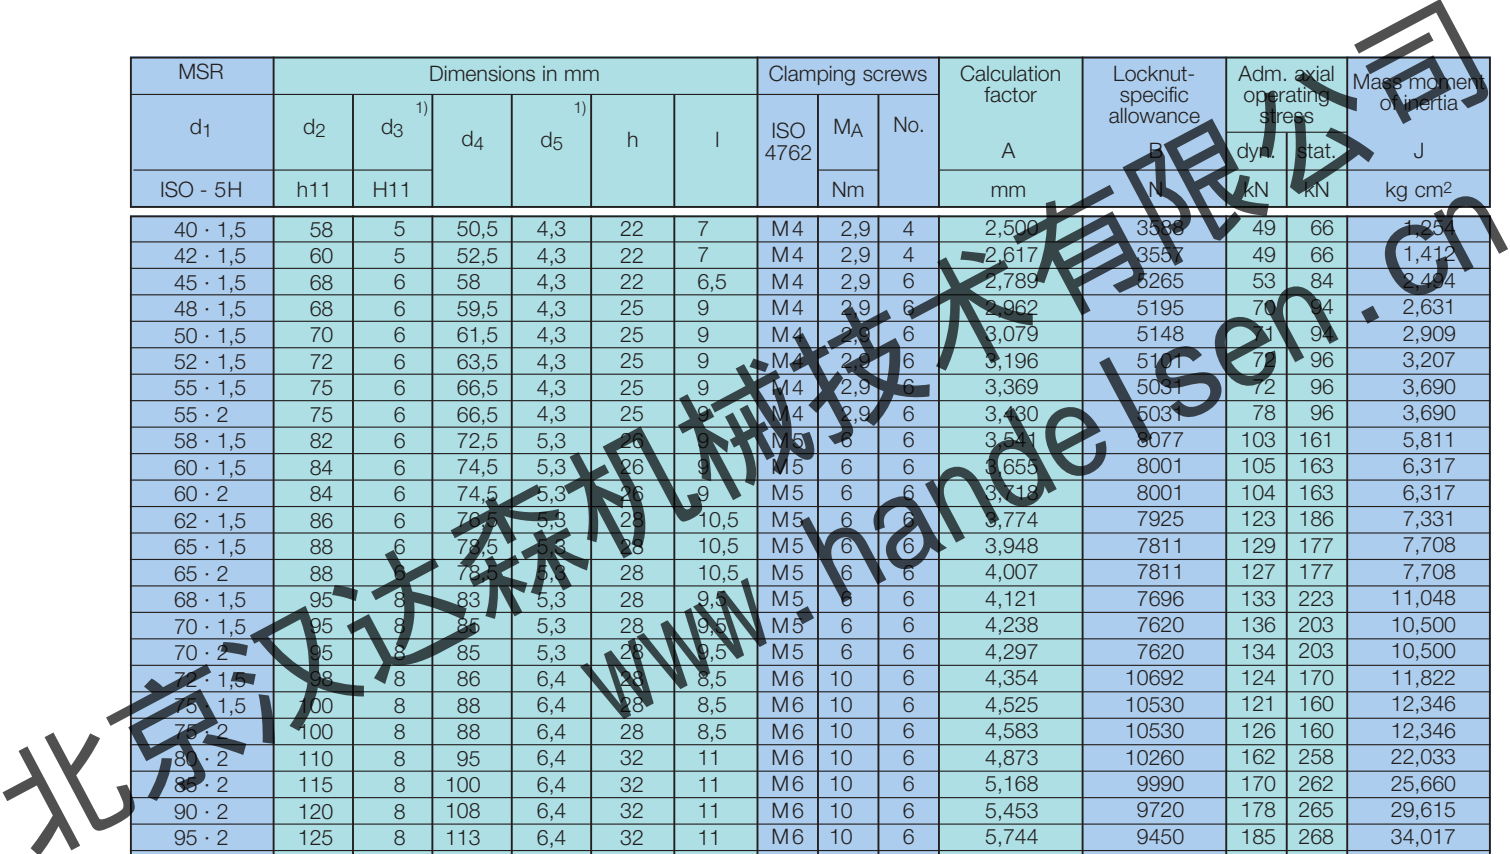 MSR Dimensions in mm Clamping screws Calculation factor A Locknut-specific allowance B Adm. axial operating stress Mass moment of inertia J
d1 d2 d3 1) d4 d5 1) h l ISO 4762 MA No. dyn. stat.
ISO - 5H h11 H11 Nm mm N kN kN kg cm2
40 · 1,5 58 5 50,5 4,3 22 7 M4 2,9 4 2,500 3588 49 66 1,254
42 · 1,5 60 5 52,5 4,3 22 7 M4 2,9 4 2,617 3557 49 66 1,412
45 · 1,5 68 6 58 4,3 22 6,5 M4 2,9 6 2,789 5265 53 84 2,494
48 · 1,5 68 6 59,5 4,3 25 9 M4 2,9 6 2,962 5195 70 94 2,631
50 · 1,5 70 6 61,5 4,3 25 9 M4 2,9 6 3,079 5148 71 94 2,909
52 · 1,5 72 6 63,5 4,3 25 9 M4 2,9 6 3,196 5101 72 96 3,207
55 · 1,5 75 6 66,5 4,3 25 9 M4 2,9 6 3,369 5031 72 96 3,690
55 · 2 75 6 66,5 4,3 25 9 M4 2,9 6 3,430 5031 78 96 3,690
58 · 1,5 82 6 72,5 5,3 26 9 M5 6 6 3,541 8077 103 161 5,811
60 · 1,5 84 6 74,5 5,3 26 9 M5 6 6 3,655 8001 105 163 6,317
60 · 2 84 6 74,5 5,3 26 9 M5 6 6 3,718 8001 104 163 6,317
62 · 1,5 86 6 76,5 5,3 28 10,5 M5 6 6 3,774 7925 123 186 7,331
65 · 1,5 88 6 78,5 5,3 28 10,5 M5 6 6 3,948 7811 129 177 7,708
65 · 2 88 6 78,5 5,3 28 10,5 M5 6 6 4,007 7811 127 177 7,708
68 · 1,5 95 8 83 5,3 28 9,5 M5 6 6 4,121 7696 133 223 11,048
70 · 1,5 95 8 85 5,3 28 9,5 M5 6 6 4,238 7620 136 203 10,500
70 · 2 95 8 85 5,3 28 9,5 M5 6 6 4,297 7620 134 203 10,500
72 · 1,5 98 8 86 6,4 28 8,5 M6 10 6 4,354 10692 124 170 11,822
75 · 1,5 100 8 88 6,4 28 8,5 M6 10 6 4,525 10530 121 160 12,346
75 · 2 100 8 88 6,4 28 8,5 M6 10 6 4,583 10530 126 160 12,346
80 · 2 110 8 95 6,4 32 11 M6 10 6 4,873 10260 162 258 22,033
85 · 2 115 8 100 6,4 32 11 M6 10 6 5,168 9990 170 262 25,660
90 · 2 120 8 108 6,4 32 11 M6 10 6 5,453 9720 178 265 29,615
95 · 2 125 8 113 6,4 32 11 M6 10 6 5,744 9450 185 268 34,017
北京汉达森机械技术有限公司
www.handelsen.cn